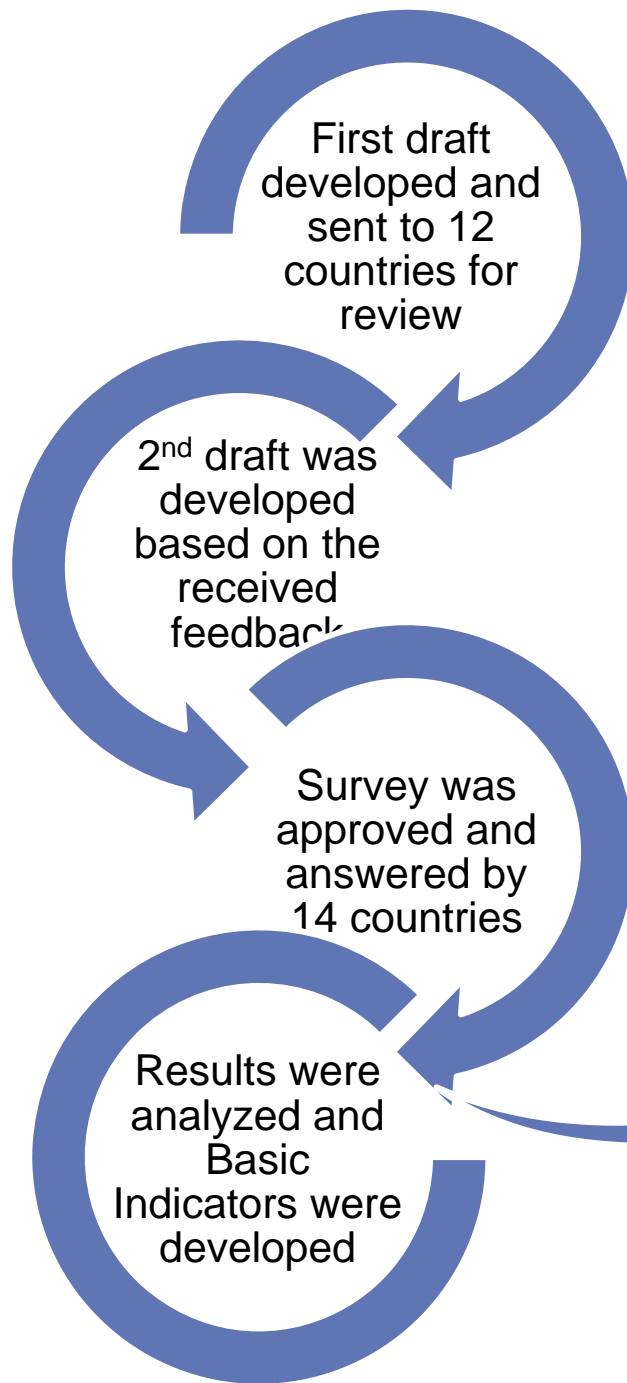 First draft
developed and
sent to 12
countries for
review
2nd draft was
developed
based on the
received
feedback
Survey was
approved and
answered by
14 countries
Results were
analyzed and
Basic
Indicators were
developed